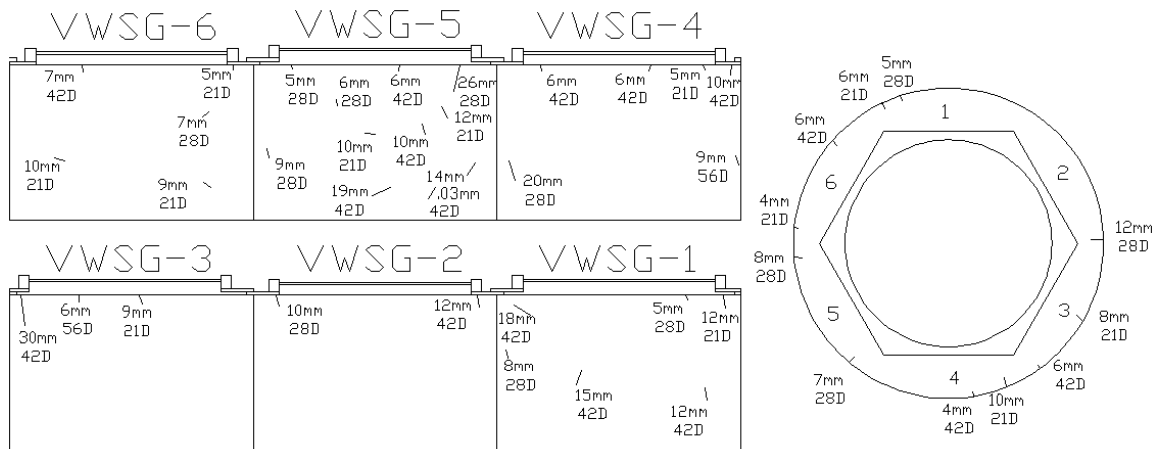 VWSG-6
VWSG-5
VWSG-4
7mm
42D
5mm
21D
7mm
28D
10mm
21D
9mm
21D
5mm
28D
6mm
28D
6mm
42D
26mm
28D
12mm
21D
10mm
21D
10mm
42D
9mm
28D
19mm
42D
14mm
/.03mm
42D
6mm
42D
6mm
42D
5mm
21D
10mm
42D
20mm
28D
9mm
56D
VWSG-3
VWSG-2
VWSG-1
30mm
42D
6mm
56D
9mm
21D
10mm
28D
12mm
42D
18mm
42D
8mm
28D
5mm
28D
12mm
21D
15mm
42D
12mm
42D
5mm
28D
6mm
21D
6mm
42D
4mm
21D
8mm
28D
7mm
28D
4mm
42D
10mm
21D
6mm
42D
8mm
21D
12mm
28D
1
2
3
4
5
6